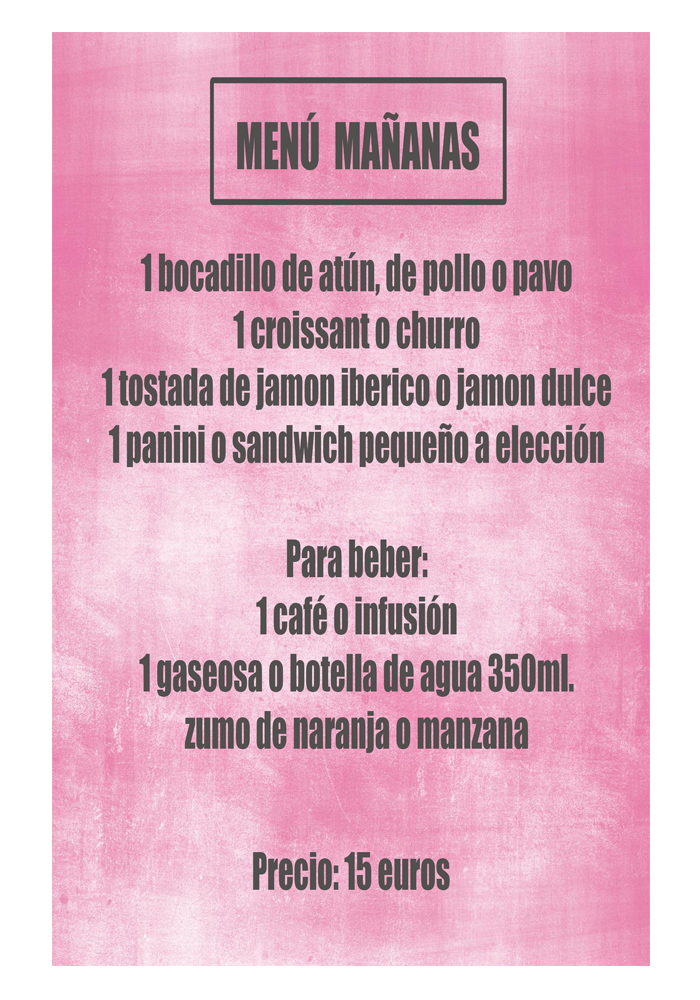 MENÚ MAÑANAS
1 bocadillo de atún, de pollo o pavo
1 croissant o churro
1 tostada de jamon iberico o jamon dulce
1 panini o sandwich pequeño a elección
Para beber:
1 café o infusión
1 gaseosa o botella de agua 350ml.
zumo de naranja o manzana
Precio: 15 euros